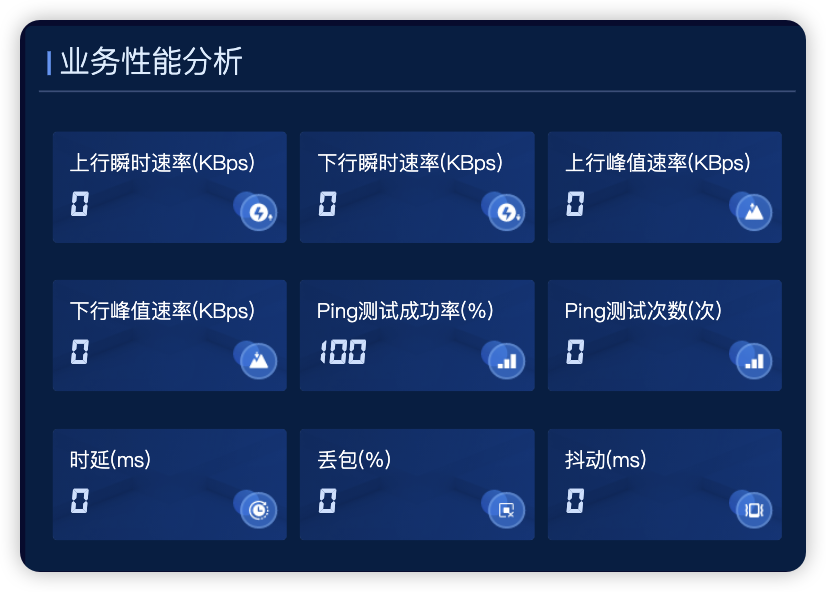 业务性能分析
上行瞬时速率(KBps)
0
下行瞬时速率(KBps)
0
上行峰值速率(KBps)
0
下行峰值速率(KBps)
0
Ping测试成功率(%)
100
Ping测试次数(次)
0
时延(ms)
0
丢包(%)
0
抖动(ms)
0